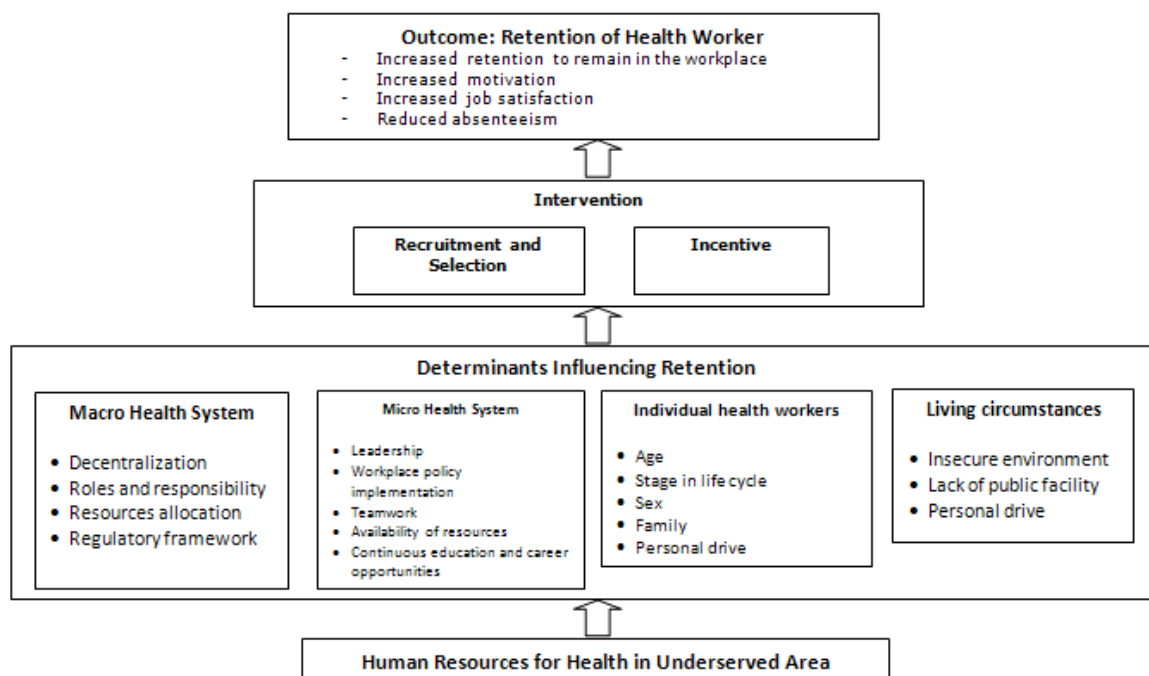 Outcome: Retention of Health Worker
- Increased retention to remain in the workplace
- Increased motivation
- Increased job satisfaction
- Reduced absenteeism
Intervention
Recruitment and
Selection
Incentive
Determinants Influencing Retention
Macro Health System
• Decentralization
• Roles and responsibility
• Resources allocation
• Regulatory framework
Micro Health System
• Leadership
• Workplace policy
implementation
• Teamwork
• Availability of resources
• Continuous education and career
opportunities
Individual health workers
• Age
• Stage in life cycle
• Sex
• Family
• Personal drive
Living circumstances
• Insecure environment
• Lack of public facility
• Personal drive
Human Resources for Health in Underserved Area